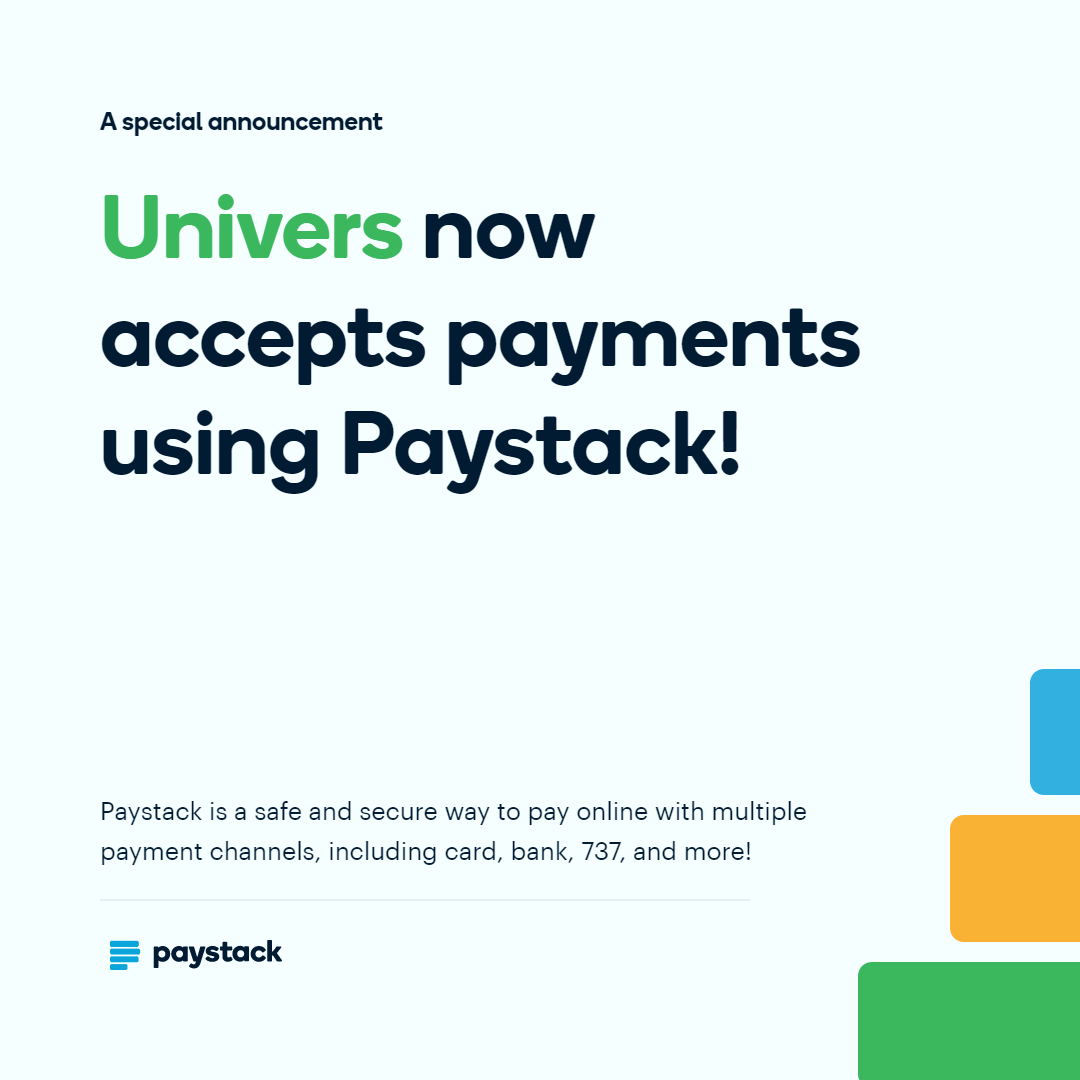 A special announcement
Univers now
accepts payments
using Paystack!
Paystack is a safe and secure way to pay online with multiple
payment channels, including card, bank, 737, and more!
paystack